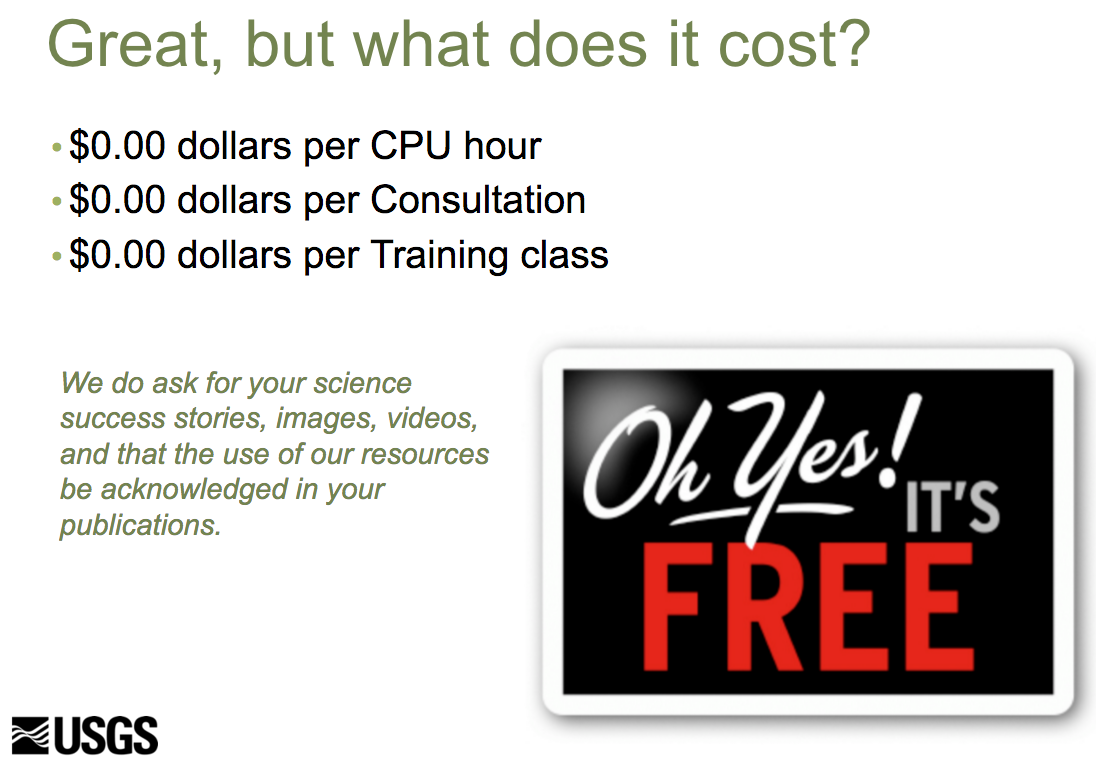 Great, but what does it cost?
• $0.00 dollars per CPU hour
• $0.00 dollars per Consultation
• $0.00 dollars per Training class
We do ask for your science
success stories, images, videos,
and that the use of our resources
be acknowledged in your
publications.
Oh Yes!
IT'S
FREE
USGS